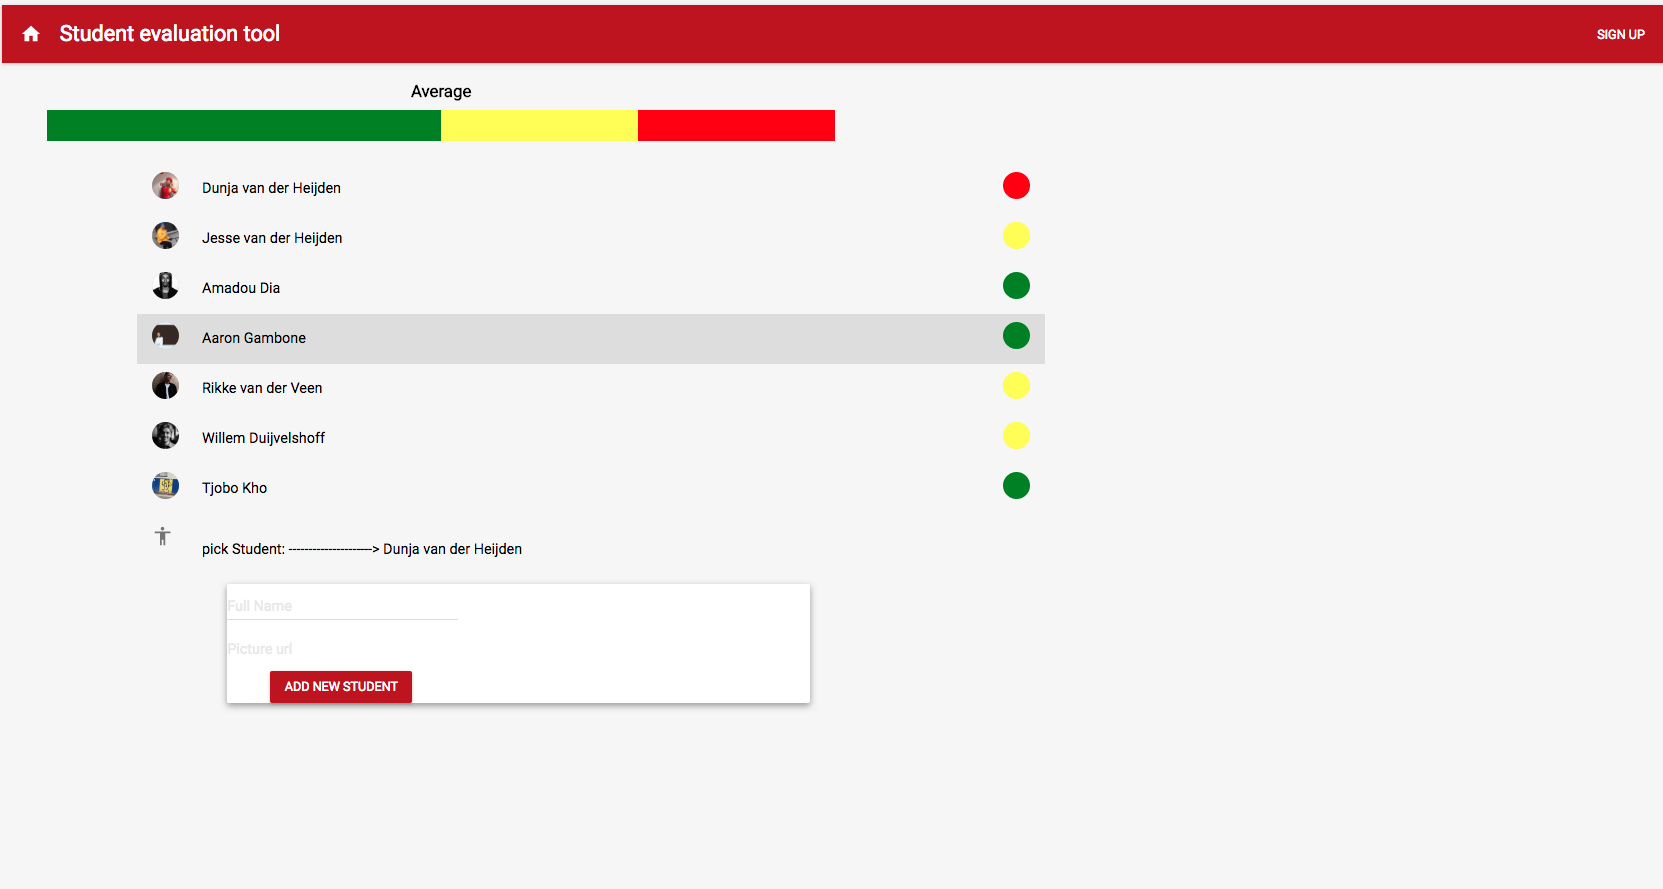 Student evaluation tool
SIGN UP
Average
Dunja van der Heijden
Jesse van der Heijden
Amadou Dia
Aaron Gambone
Rikke van der Veen
Willem Duijvelshoff
Tjobo Kho
pick Student: ---------------------> Dunja van der Heijden
Full Name
Picture url
ADD NEW STUDENT